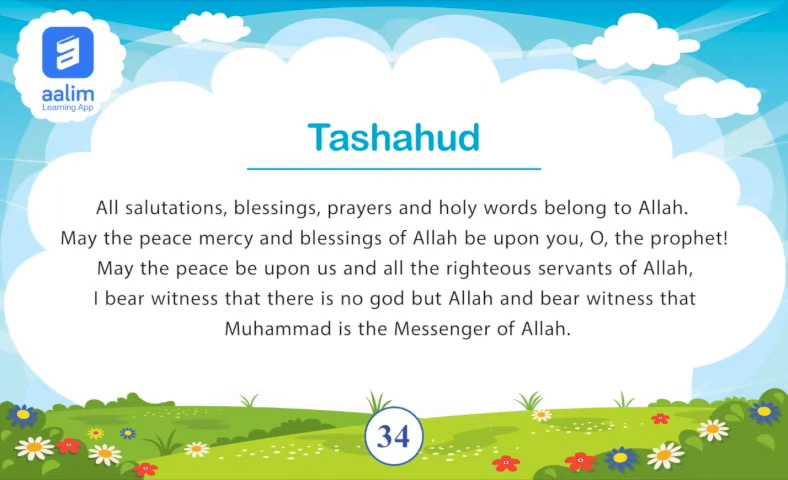 aalim
Learning App
Tashahud
All salutations, blessings, prayers and holy words belong to Allah.
May the peace mercy and blessings of Allah be upon you, O, the prophet!
May the peace be upon us and all the righteous servants of Allah,
I bear witness that there is no god but Allah and bear witness that
Muhammad is the Messenger of Allah.
34